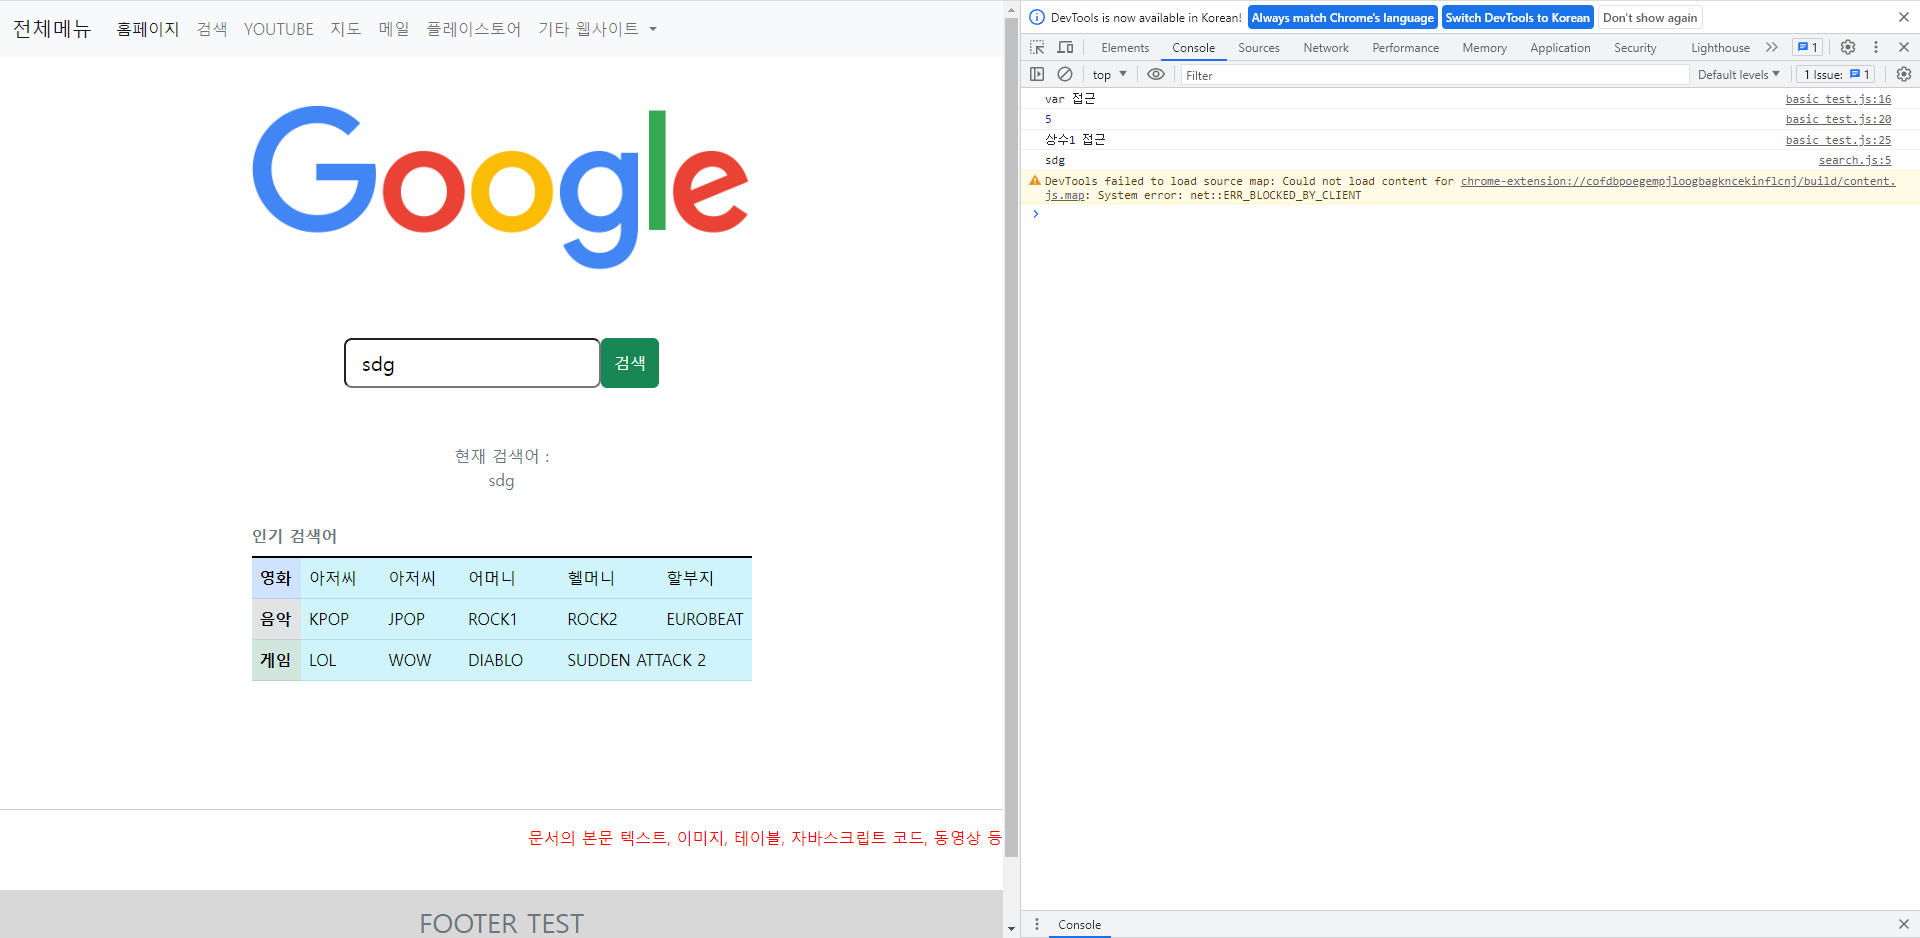 전체메뉴 홈페이지 검색 YOUTUBE 지도 메일 플레이스토어 기타 웹사이트
Google
sdg 검색
현재 검색어 :
sdg
인기 검색어
영화 아저씨 아저씨 어머니 헬머니 할부지
음악 KPOP JPOP ROCK1 ROCK2 EUROBEAT
게임 LOL WOW DIABLO SUDDEN ATTACK 2
문서의 본문 텍스트, 이미지, 테이블, 자바스크립트 코드, 동영상 등
FOOTER TEST
DevTools is now available in Korean! Always match Chrome's language Switch DevTools to Korean Don't show again
Elements Console Sources Network Performance Memory Application Security Lighthouse 1
top Filter Default levels 1 Issue: 1
var 접근 basic test.js:16
5 basic test.js:20
상수1 접근 basic test.js:25
sdg search.js:5
DevTools failed to load source map: Could not load content for chrome-extension://cofdbpoegempjloogbagkncekinflcnj/build/content.
js.map: System error: net::ERR_BLOCKED_BY_CLIENT
Console